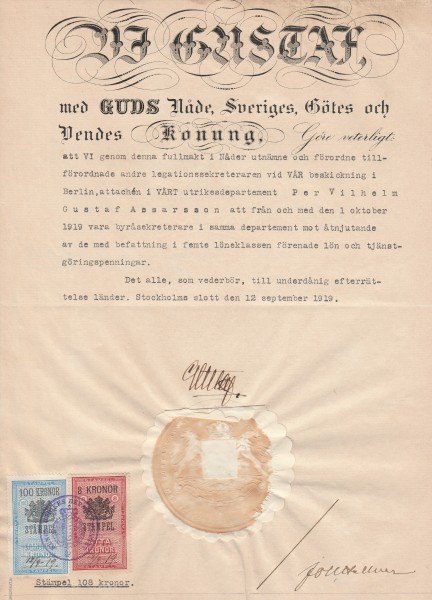 VI GUSTAF,
med GUDS Nåde, Sveriges, Götes och
Vendes Konung, Göre veterligt:
att VI genom denna fullmakt i Nåder utnämne och förordne till-
förordnade andre legationssekreteraren vid VÅR beskickning i
Berlin, attachén i VÅRT utrikesdepartement Per Vilhelm
Gustaf Assarsson att från och med den 1 oktober
1919 vara byråsekreterare i samma departement mot åtnjutande
av de med befattning i femte löneklassen förenade lön och tjänst-
göringspenningar.
Det alle, som vederbör, till underdånig efterrät-
telse länder. Stockholms slott den 12 september 1919.
100 KRONOR
STÄMPEL
8 KRONOR
STÄMPEL
ÅTTA
KRONOR
Stämpel 108 kronor.